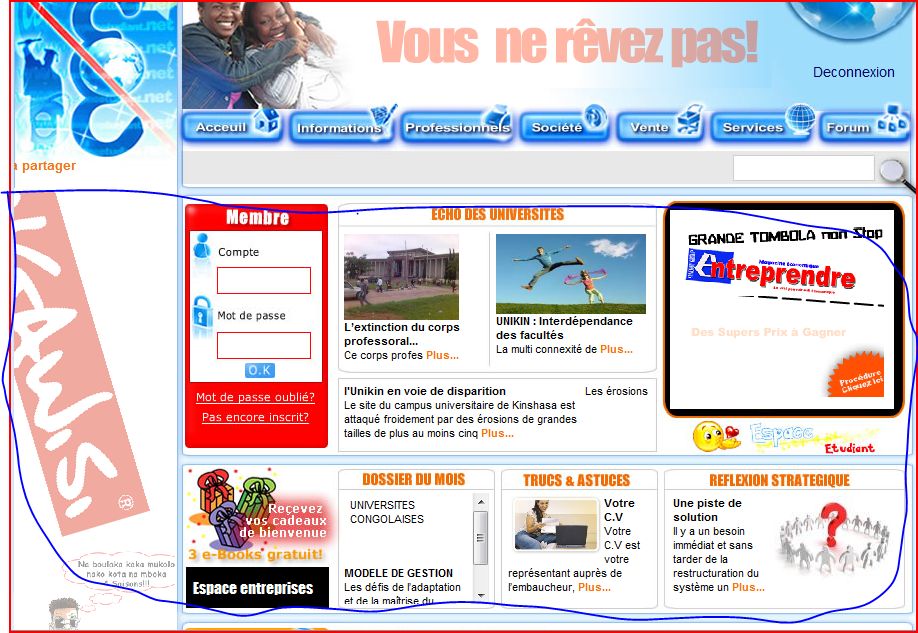 Vous ne rêvez pas!
Deconnexion
Acceuil
Informations
Professionnels
Société
Vente
Services
Forum
a partager
Membre
Compte
Mot de passe
O.K
Mot de passe oublié?
Pas encore inscrit?
ECHO DES UNIVERSITES
L'extinction du corps
professoral...
Ce corps profes Plus...
UNIKIN : Interdépendance
des facultés
La multi connexité de Plus...
l'Unikin en voie de disparition
Les érosions
Le site du campus universitaire de Kinshasa est
attaqué froidement par des érosions de grandes
tailles de plus au moins cinq Plus...
GRANDE TOMBOLA non Stop
Magazine économique
Entreprendre
Des Supers Prix à Gagner
Procédure
Cliquez ici
Espace
Etudiant
Reçevez
vos cadeaux
de bienvenue
3 e-Books gratuit!
Espace entreprises
DOSSIER DU MOIS
UNIVERSITES
CONGOLAISES
MODELE DE GESTION
Les défis de l'adaptation
et de la maîtrise du
TRUCS & ASTUCES
Votre
C.V
Votre
C.V est
votre
représentant auprès de
l'embaucheur, Plus...
REFLEXION STRATEGIQUE
Une piste de
solution
Il y a un besoin
immédiat et sans
tarder de la
restructuration du
système un Plus...
Na boulaka kaka mukolo
nako kota na mboka